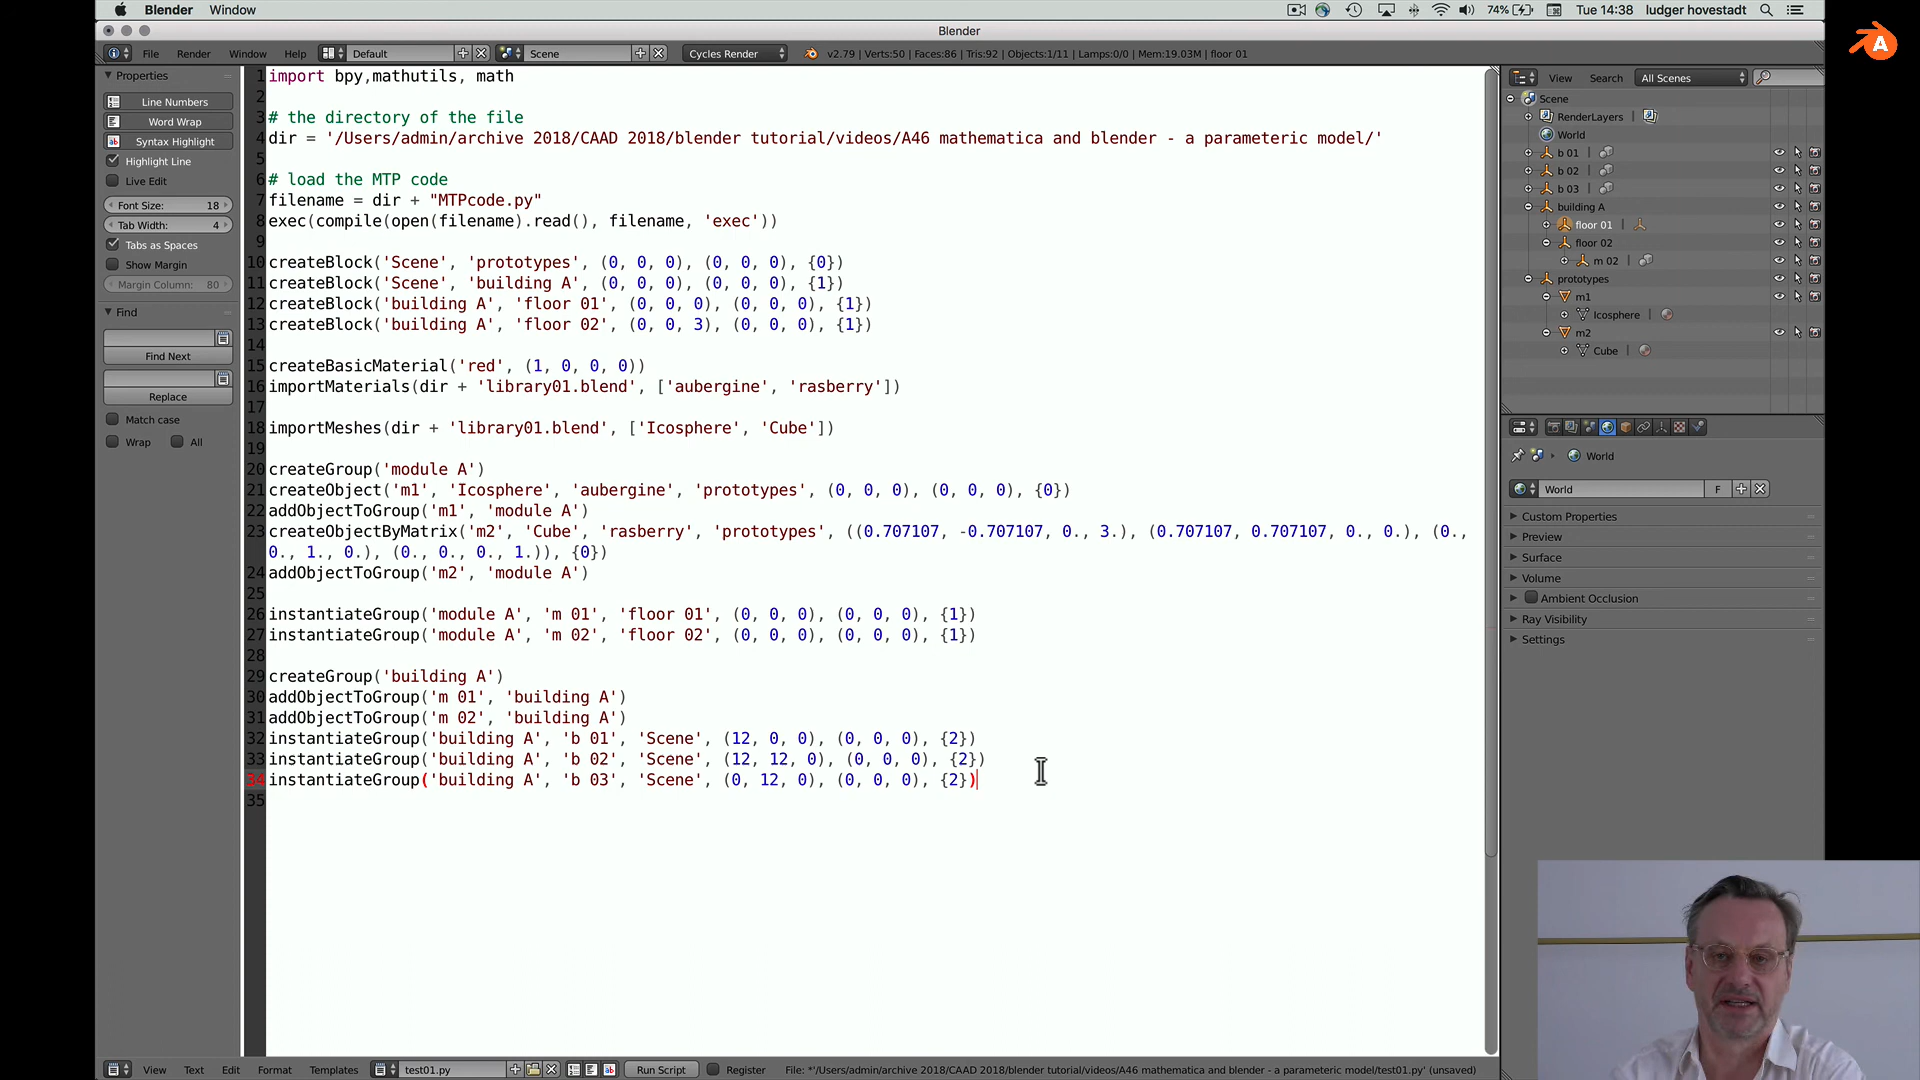 Blender Window 74% Tue 14:38 ludger hovestadt
Blender
File Render Window Help Default Scene Cycles Render v2.79 | Verts:50 | Faces:86 | Tris:92 | Objects:1/11 | Lamps:0/0 | Mem:19.03M | floor 01
Properties
Line Numbers
Word Wrap
Syntax Highlight
Highlight Line
Live Edit
Font Size: 18
Tab Width: 4
Tabs as Spaces
Show Margin
Margin Column: 80
Find
Find Next
Replace
Match case
Wrap All
1 import bpy,mathutils, math
2
3 # the directory of the file
4 dir = '/Users/admin/archive 2018/CAAD 2018/blender tutorial/videos/A46 mathematica and blender - a parameteric model/'
5
6 # load the MTP code
7 filename = dir + "MTPcode.py"
8 exec(compile(open(filename).read(), filename, 'exec'))
9
10 createBlock('Scene', 'prototypes', (0, 0, 0), (0, 0, 0), {0})
11 createBlock('Scene', 'building A', (0, 0, 0), (0, 0, 0), {1})
12 createBlock('building A', 'floor 01', (0, 0, 0), (0, 0, 0), {1})
13 createBlock('building A', 'floor 02', (0, 0, 3), (0, 0, 0), {1})
14
15 createBasicMaterial('red', (1, 0, 0, 0))
16 importMaterials(dir + 'library01.blend', ['aubergine', 'rasberry'])
17
18 importMeshes(dir + 'library01.blend', ['Icosphere', 'Cube'])
19
20 createGroup('module A')
21 createObject('m1', 'Icosphere', 'aubergine', 'prototypes', (0, 0, 0), (0, 0, 0), {0})
22 addObjectToGroup('m1', 'module A')
23 createObjectByMatrix('m2', 'Cube', 'rasberry', 'prototypes', ((0.707107, -0.707107, 0., 3.), (0.707107, 0.707107, 0., 0.), (0.,
0., 1., 0.), (0., 0., 0., 1.)), {0})
24 addObjectToGroup('m2', 'module A')
25
26 instantiateGroup('module A', 'm 01', 'floor 01', (0, 0, 0), (0, 0, 0), {1})
27 instantiateGroup('module A', 'm 02', 'floor 02', (0, 0, 0), (0, 0, 0), {1})
28
29 createGroup('building A')
30 addObjectToGroup('m 01', 'building A')
31 addObjectToGroup('m 02', 'building A')
32 instantiateGroup('building A', 'b 01', 'Scene', (12, 0, 0), (0, 0, 0), {2})
33 instantiateGroup('building A', 'b 02', 'Scene', (12, 12, 0), (0, 0, 0), {2})
34 instantiateGroup('building A', 'b 03', 'Scene', (0, 12, 0), (0, 0, 0), {2})
35
View Search All Scenes
Scene
RenderLayers
World
b 01
b 02
b 03
building A
floor 01
floor 02
m 02
prototypes
m1
Icosphere
m2
Cube
World
World F
Custom Properties
Preview
Surface
Volume
Ambient Occlusion
Ray Visibility
Settings
View Text Edit Format Templates test01.py Run Script Register File: *'/Users/admin/archive 2018/CAAD 2018/blender tutorial/videos/A46 mathematica and blender - a parameteric model/test01.py' (unsaved)
A